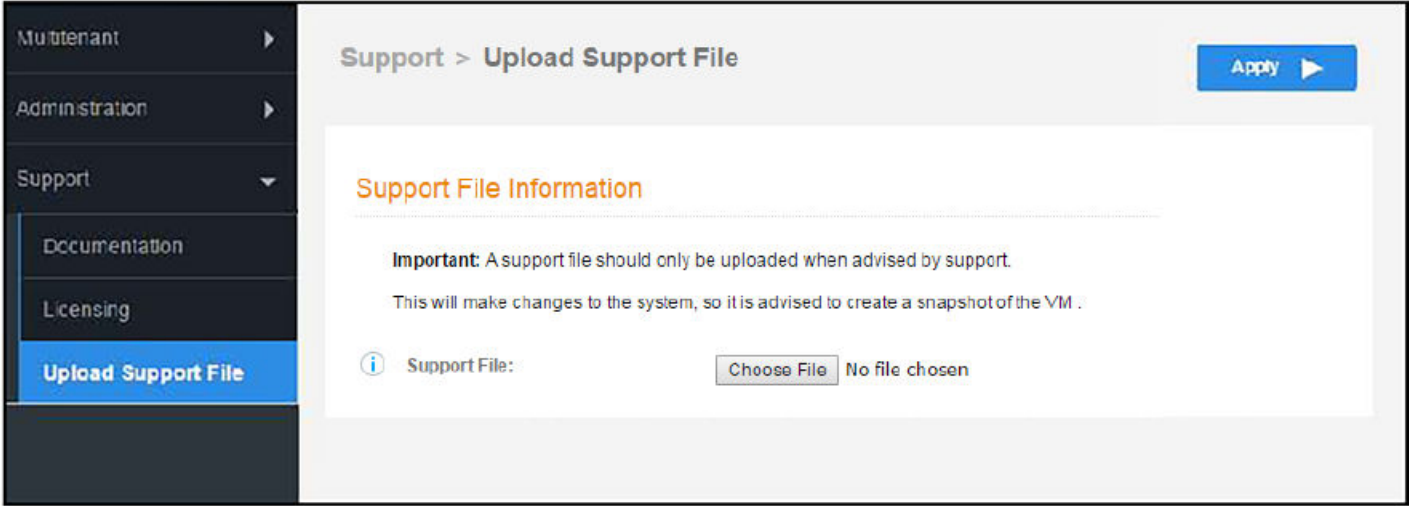 Multitenant
Administration
Support
Documentation
Licensing
Upload Support File
Support > Upload Support File
Apply
Support File Information
Important: A support file should only be uploaded when advised by support.
This will make changes to the system, so it is advised to create a snapshot of the VM .
i Support File: Choose File No file chosen